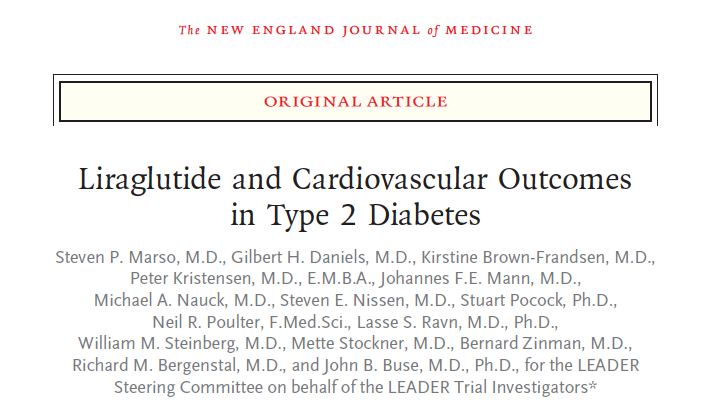 The NEW ENGLAND JOURNAL of MEDICINE
ORIGINAL ARTICLE
Liraglutide and Cardiovascular Outcomes
in Type 2 Diabetes
Steven P. Marso, M.D., Gilbert H. Daniels, M.D., Kirstine Brown-Frandsen, M.D.,
Peter Kristensen, M.D., E.M.B.A., Johannes F.E. Mann, M.D.,
Michael A. Nauck, M.D., Steven E. Nissen, M.D., Stuart Pocock, Ph.D.,
Neil R. Poulter, F.Med.Sci., Lasse S. Ravn, M.D., Ph.D.,
William M. Steinberg, M.D., Mette Stockner, M.D., Bernard Zinman, M.D.,
Richard M. Bergenstal, M.D., and John B. Buse, M.D., Ph.D., for the LEADER
Steering Committee on behalf of the LEADER Trial Investigators*